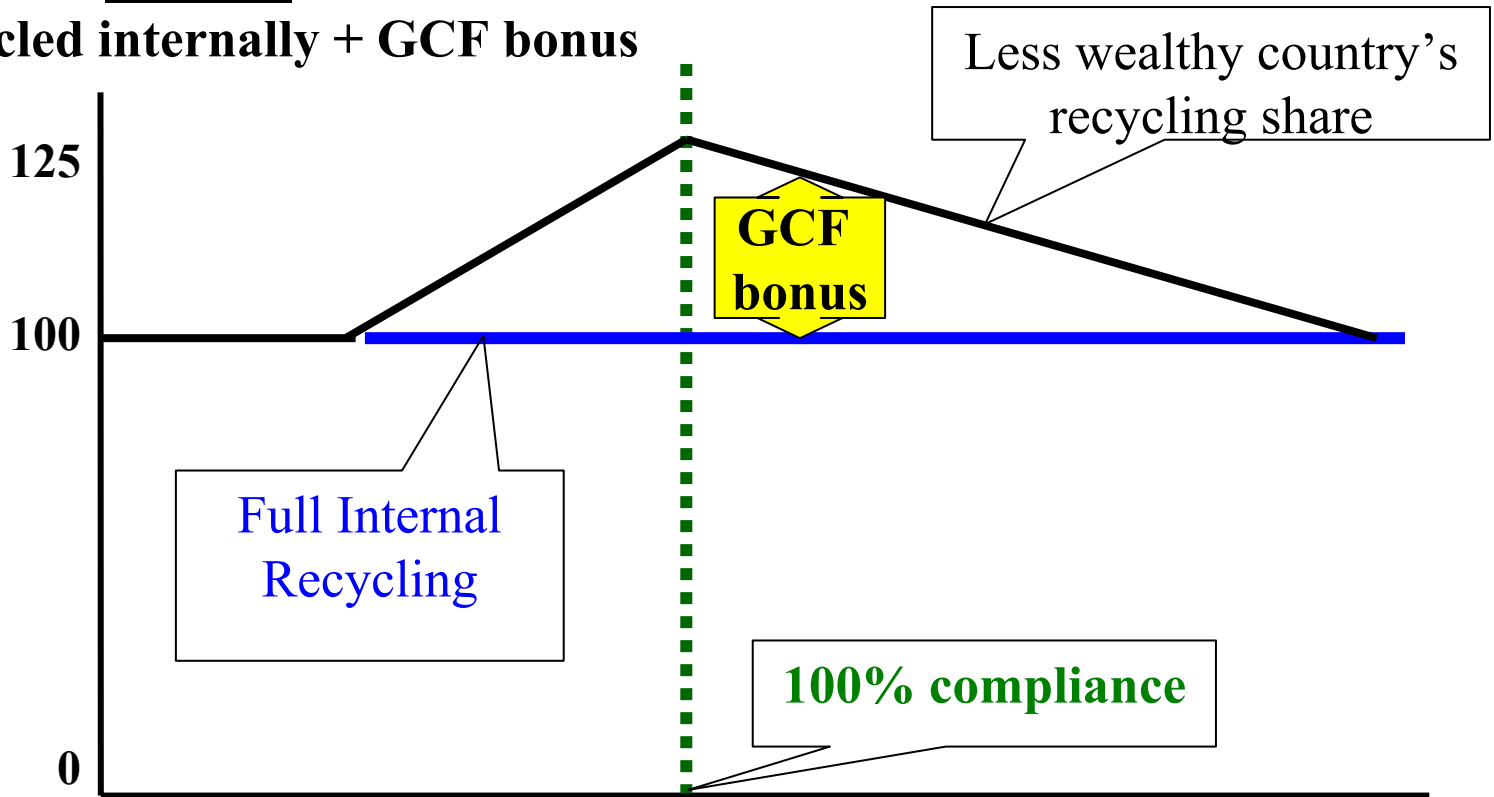 cled internally + GCF bonus
Less wealthy country’s
recycling share
125
GCF
bonus
100
Full Internal
Recycling
100% compliance
0